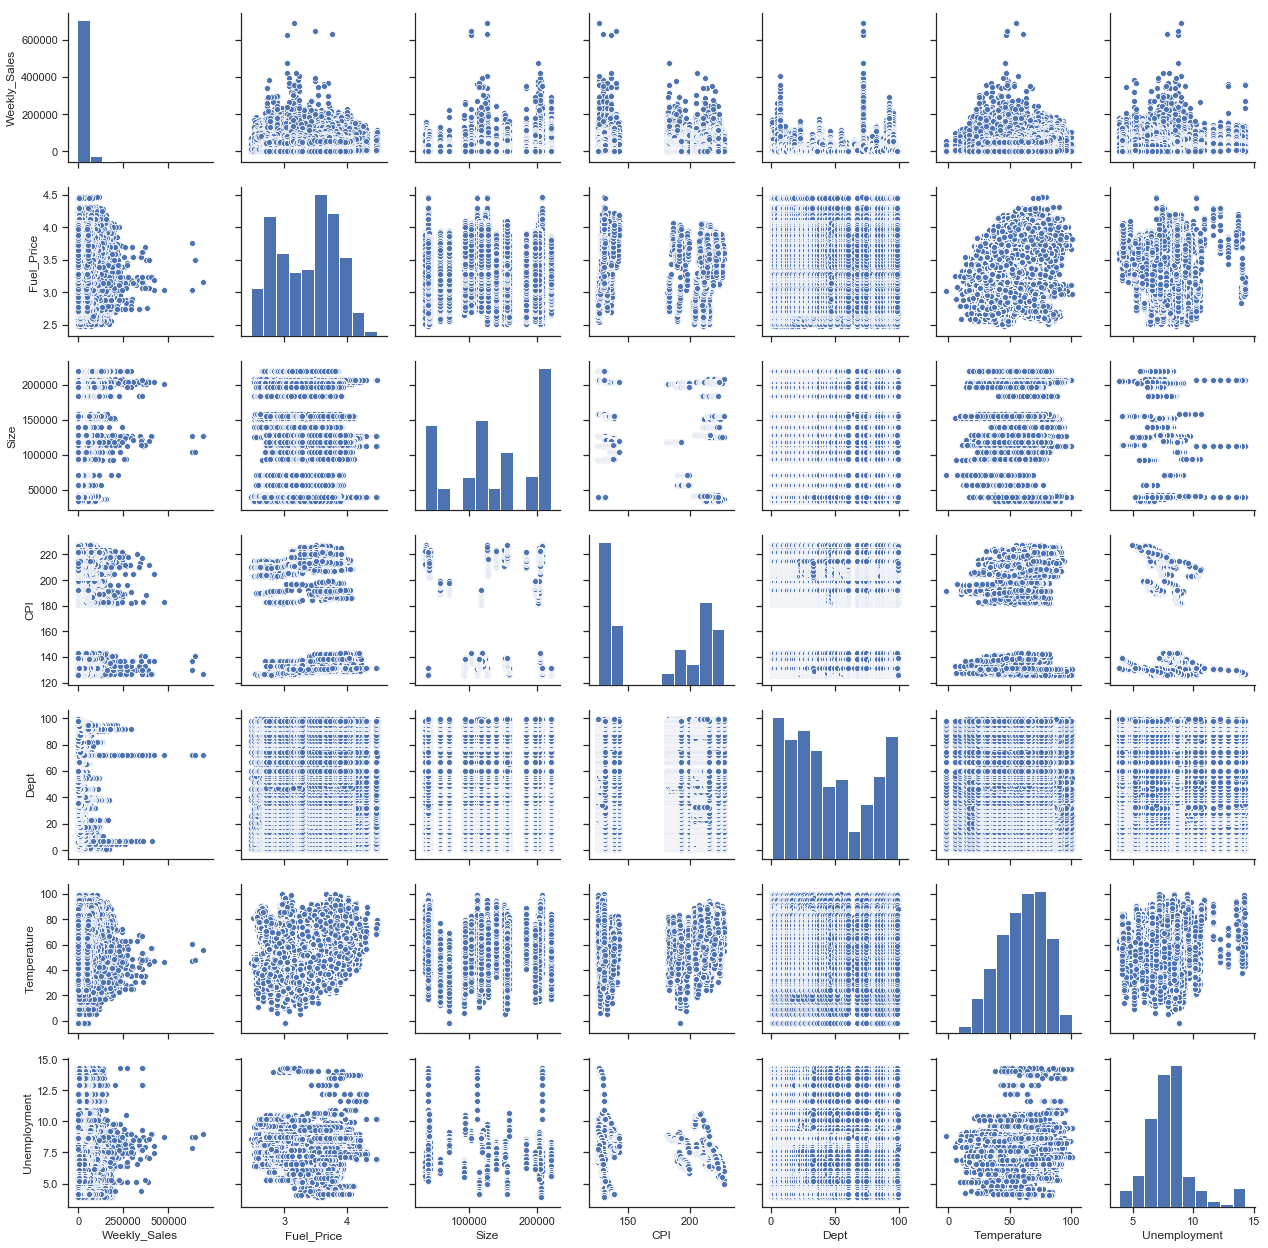 600000
400000
200000
0
Weekly_Sales
4.5
4.0
3.5
3.0
2.5
Fuel_Price
200000
150000
100000
50000
Size
220
200
180
160
140
120
CPI
100
80
60
40
20
0
Dept
100
80
60
40
20
0
Temperature
15.0
12.5
10.0
7.5
5.0
Unemployment
0 250000 500000
3 4
100000 200000
150 200
0 50 100
0 50 100
5 10 15
Weekly_Sales
Fuel_Price
Size
CPI
Dept
Temperature
Unemployment